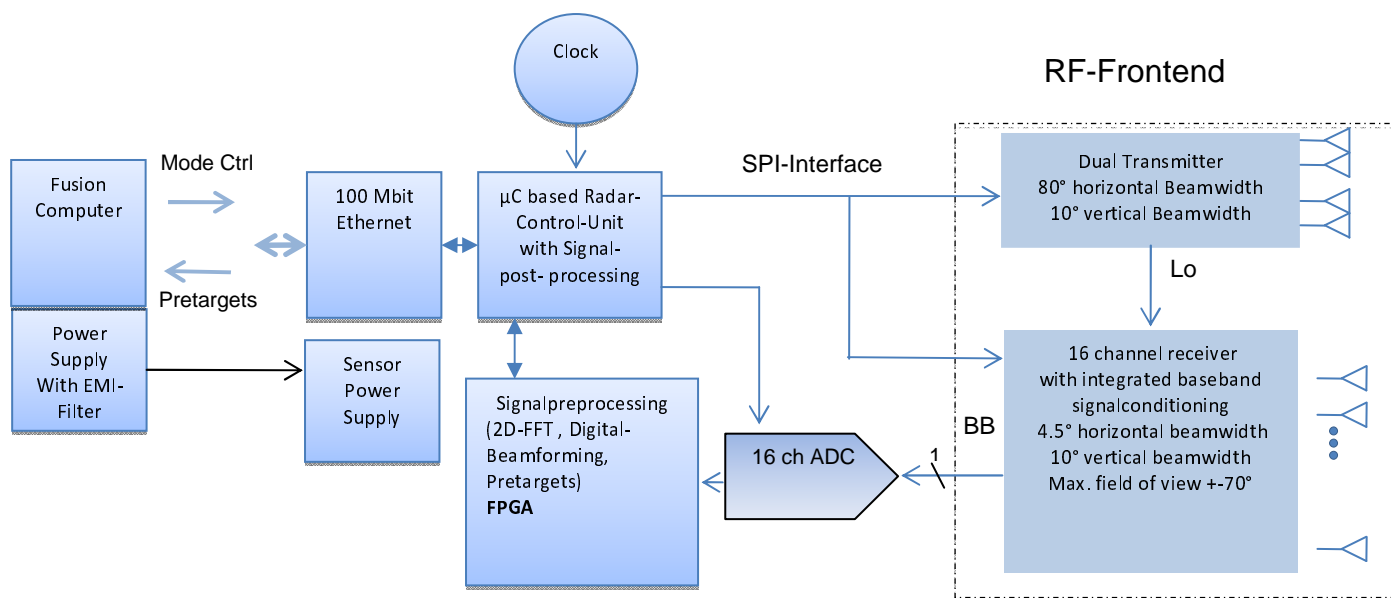 Clock
RF-Frontend
Fusion
Computer
Mode Ctrl
Pretargets
100 Mbit
Ethernet
µC based Radar-
Control-Unit
with Signal-
post- processing
SPI-Interface
Dual Transmitter
80° horizontal Beamwidth
10° vertical Beamwidth
Lo
Power
Supply
With EMI-
Filter
Sensor
Power
Supply
Signalpreprocessing
(2D-FFT , Digital-
Beamforming,
Pretargets)
FPGA
16 ch ADC
BB
1
16 channel receiver
with integrated baseband
signalconditioning
4.5° horizontal beamwidth
10° vertical beamwidth
Max. field of view +-70°